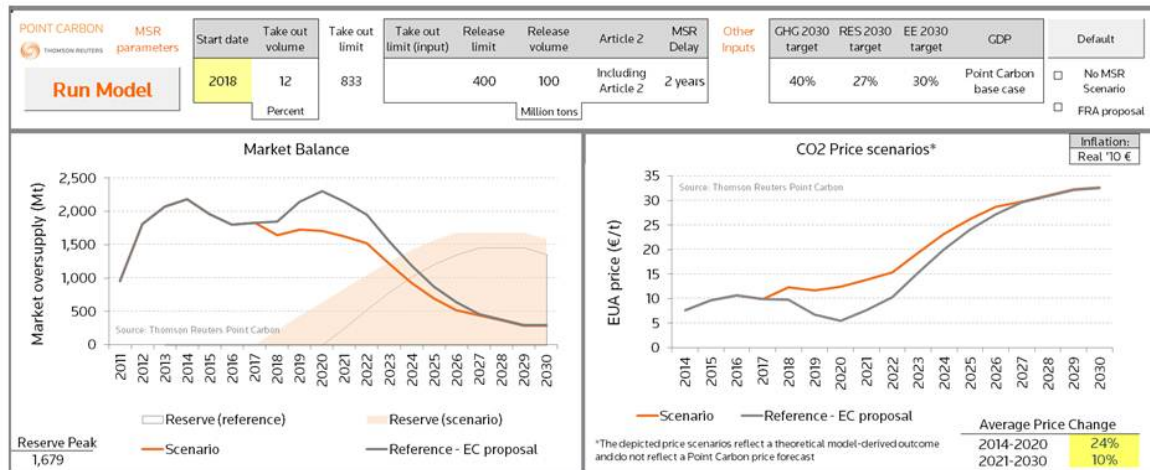 POINT CARBON
THOMSON REUTERS
MSR parameters
Run Model
Start date
2018
Take out volume
12
Percent
Take out limit
833
Take out limit (input)
Release limit
400
Release volume
100
Million tons
Article 2
Including Article 2
MSR Delay
2 years
Other Inputs
GHG 2030 target
40%
RES 2030 target
27%
EE 2030 target
30%
GDP
Point Carbon base case
Default
No MSR Scenario
FRA proposal
Market Balance
Market oversupply (Mt)
2,500
2,000
1,500
1,000
500
0
Source: Thomson Reuters Point Carbon
2011 2012 2013 2014 2015 2016 2017 2018 2019 2020 2021 2022 2023 2024 2025 2026 2027 2028 2029 2030
Reserve (reference) Reserve (scenario)
Scenario Reference - EC proposal
Reserve Peak
1,679
CO2 Price scenarios*
Inflation:
Real '10 €
EUA price (€/t)
35
30
25
20
15
10
5
0
Source: Thomson Reuters Point Carbon
2014 2015 2016 2017 2018 2019 2020 2021 2022 2023 2024 2025 2026 2027 2028 2029 2030
Scenario Reference - EC proposal
*The depicted price scenarios reflect a theoretical model-derived outcome
and do not reflect a Point Carbon price forecast
Average Price Change
2014-2020 24%
2021-2030 10%